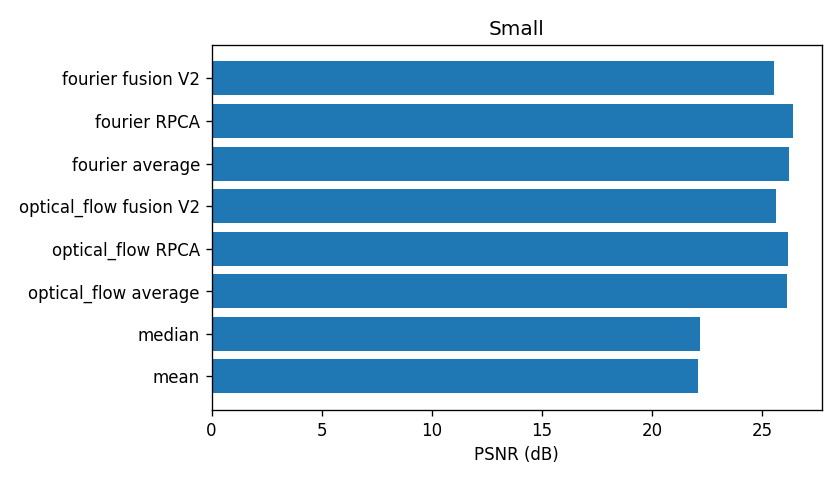 Small
fourier fusion V2
fourier RPCA
fourier average
optical_flow fusion V2
optical_flow RPCA
optical_flow average
median
mean
0 5 10 15 20 25
PSNR (dB)